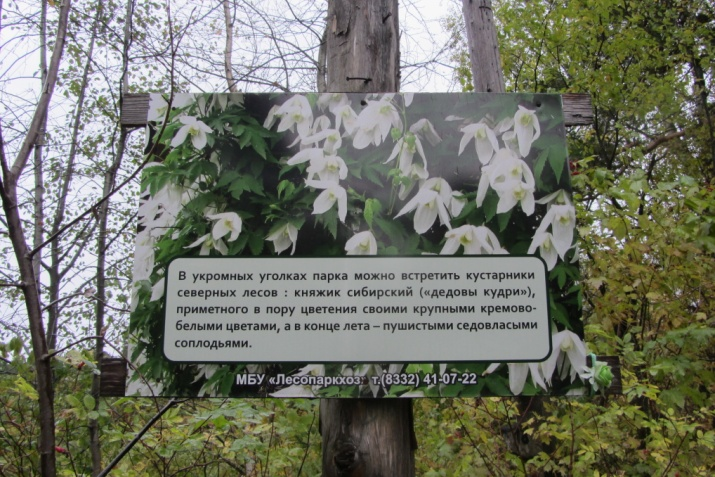 В укромных уголках парка можно встретить кустарники
северных лесов : княжик сибирский («дедовы кудри»),
приметного в пору цветения своими крупными кремово-
белыми цветами, а в конце лета – пушистыми седовласыми
соплодьями.
МБУ «Лесопаркхоз» т.(8332) 41-07-22